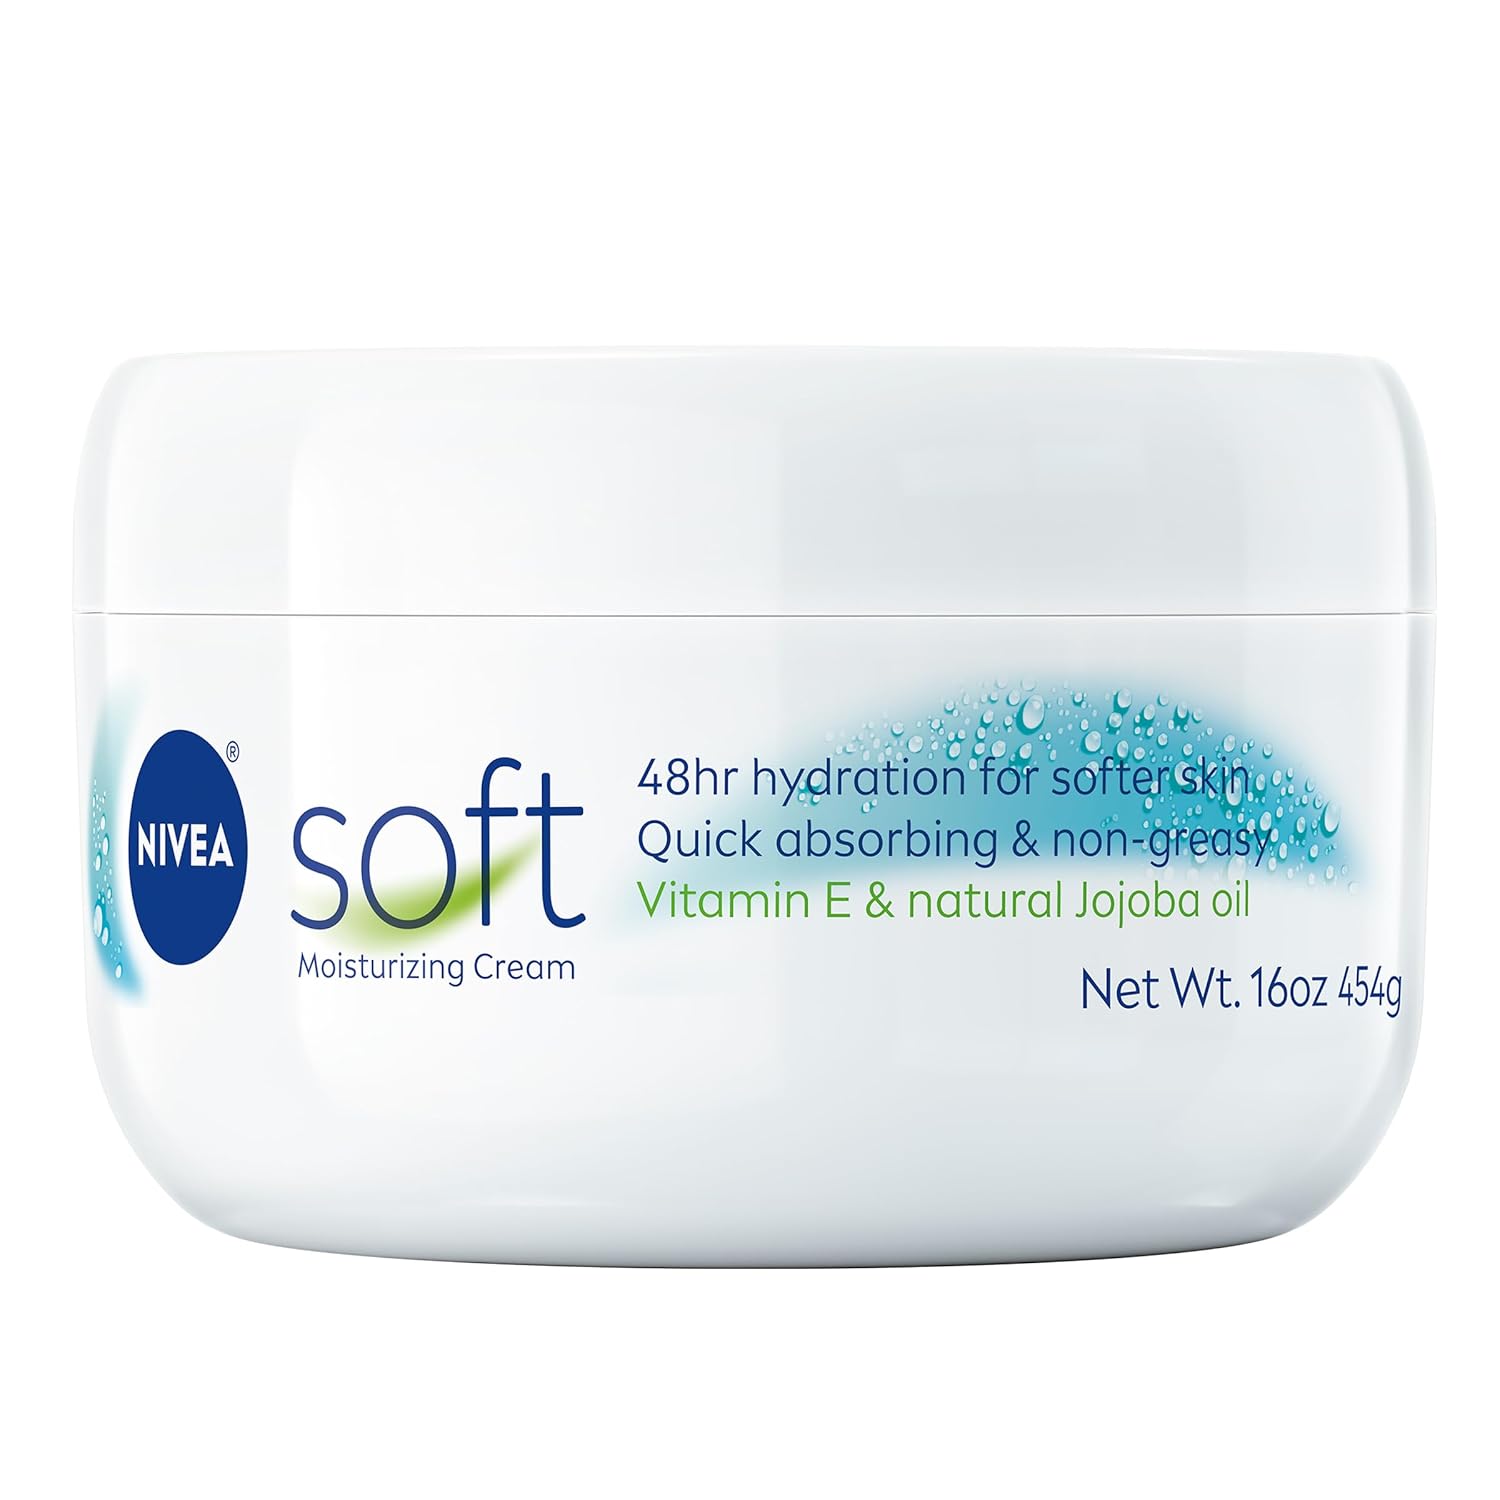 NIVEA®
soft
Moisturizing Cream
48hr hydration for softer skin
Quick absorbing & non-greasy
Vitamin E & natural Jojoba oil
Net Wt. 16oz 454g